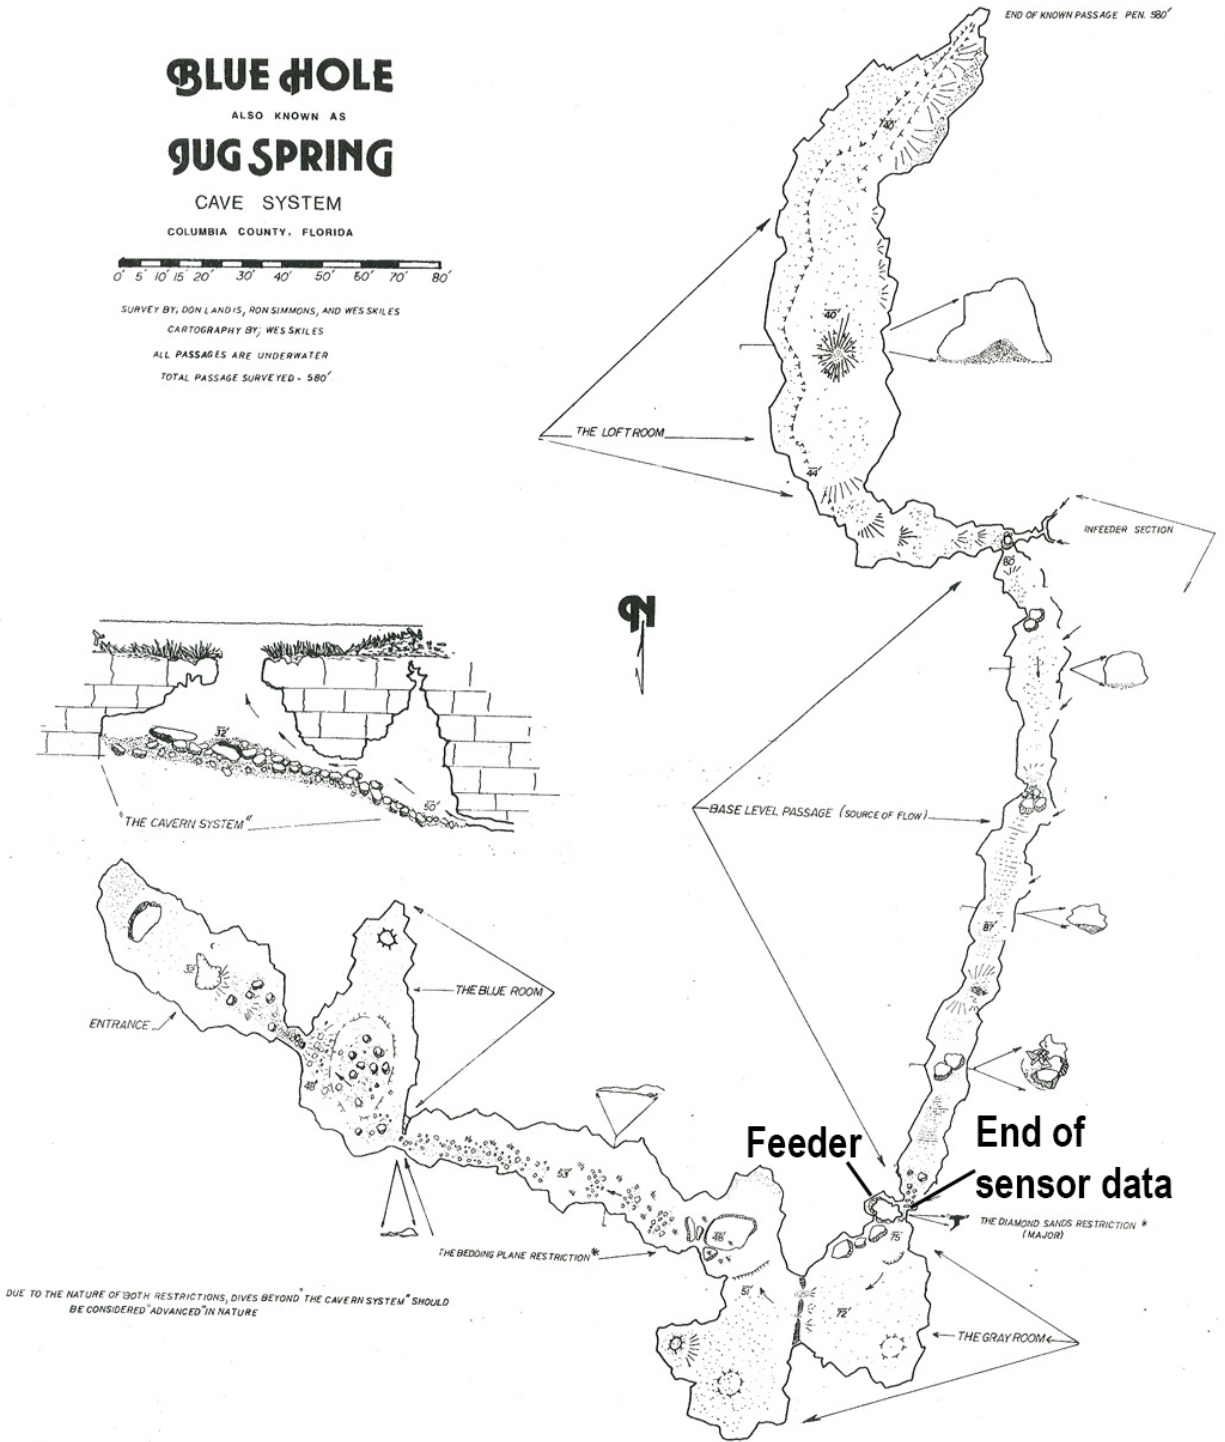 BLUE HOLE
ALSO KNOWN AS
JUG SPRING
CAVE SYSTEM
COLUMBIA COUNTY, FLORIDA
0' 5' 10' 15' 20' 30' 40' 50' 60' 70' 80'
SURVEY BY; DON LANDIS, RON SIMMONS, AND WES SKILES
CARTOGRAPHY BY; WES SKILES
ALL PASSAGES ARE UNDERWATER
TOTAL PASSAGE SURVEYED - 580'
END OF KNOWN PASSAGE PEN. 580'
40'
40'
THE LOFT ROOM
44'
INFEEDER SECTION
80'
N
32'
50'
"THE CAVERN SYSTEM"
BASE LEVEL PASSAGE (SOURCE OF FLOW)
87'
THE BLUE ROOM
ENTRANCE
32'
48'
53'
Feeder
End of
sensor data
THE DIAMOND SANDS RESTRICTION *
(MAJOR)
THE BEDDING PLANE RESTRICTION *
48'
75'
51'
72'
THE GRAY ROOM
DUE TO THE NATURE OF BOTH RESTRICTIONS, DIVES BEYOND "THE CAVERN SYSTEM" SHOULD
BE CONSIDERED "ADVANCED" IN NATURE